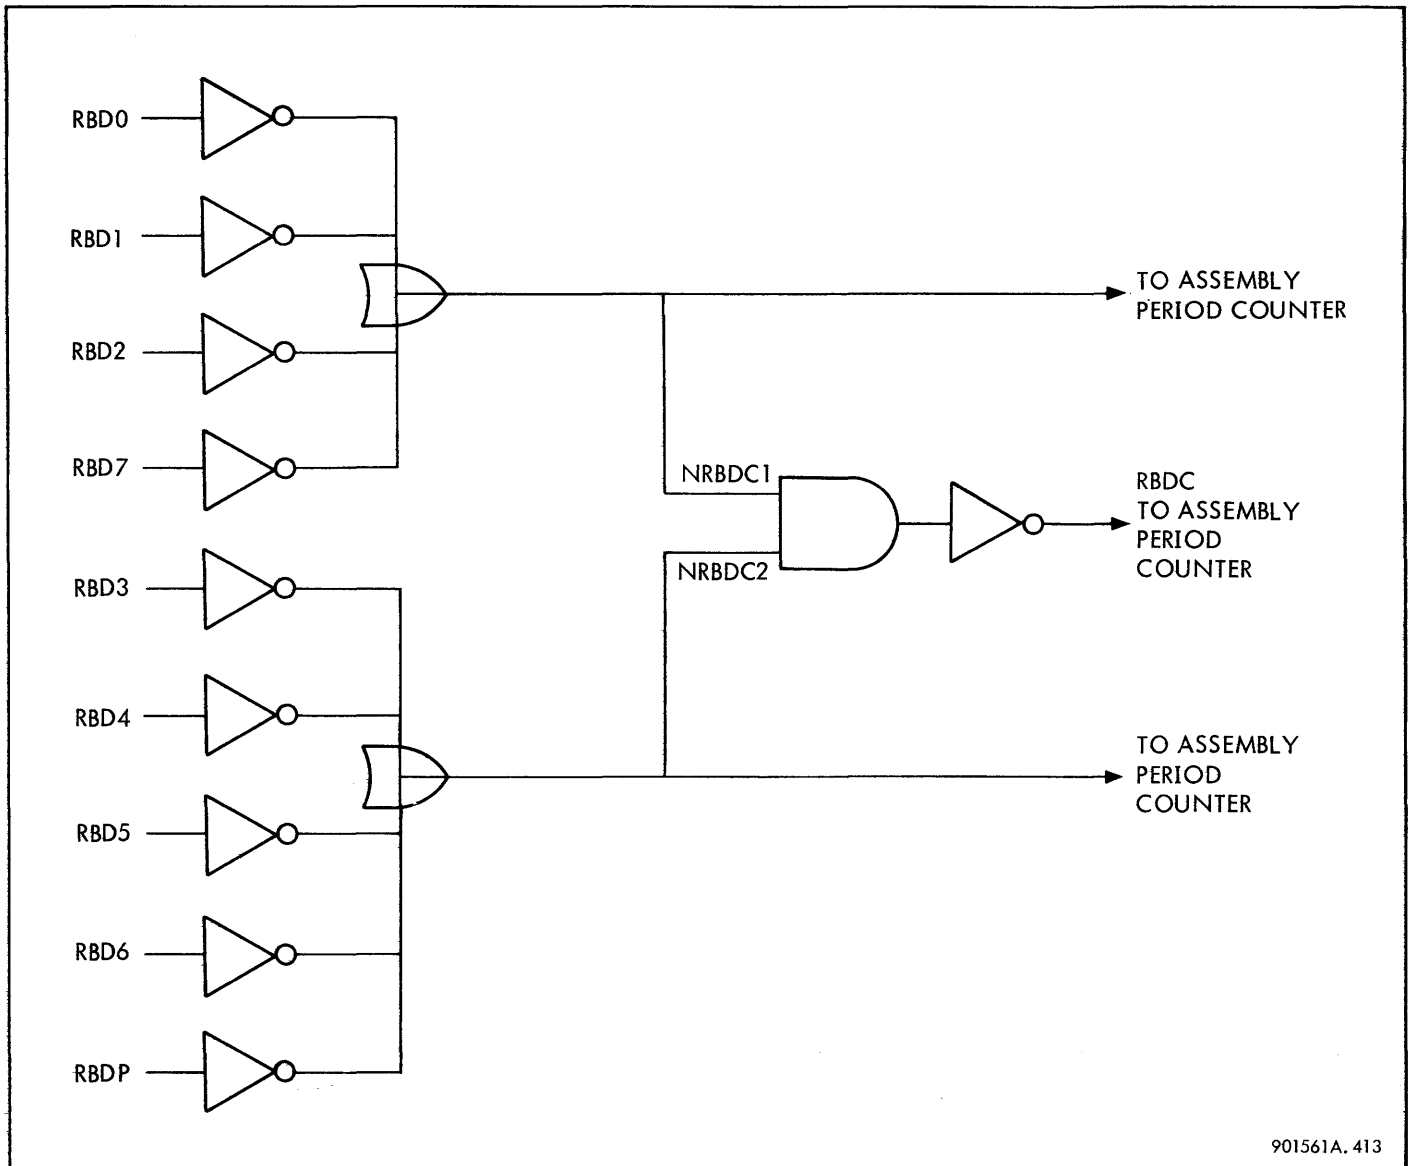 RBD0
RBD1
TO ASSEMBLY
PERIOD COUNTER
RBD2
RBD7
NRBDC1
RBDC
TO ASSEMBLY
PERIOD
COUNTER
NRBDC2
RBD3
RBD4
TO ASSEMBLY
PERIOD
COUNTER
RBD5
RBD6
RBDP
901561A. 413